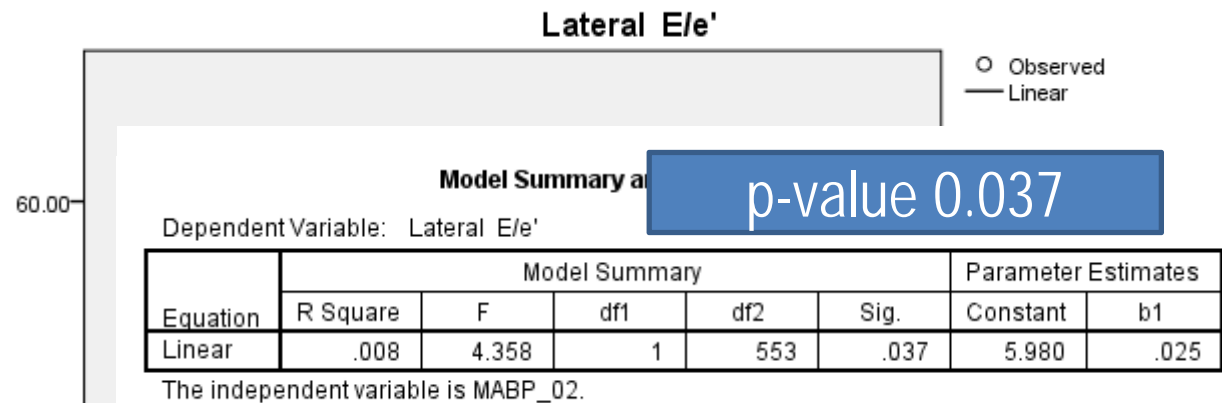 Lateral E/e'
Observed
Linear
60.00
Model Summary
p-value 0.037
Dependent Variable: Lateral E/e'
Model Summary Parameter Estimates
Equation R Square F df1 df2 Sig. Constant b1
Linear .008 4.358 1 553 .037 5.980 .025
The independent variable is MABP_02.